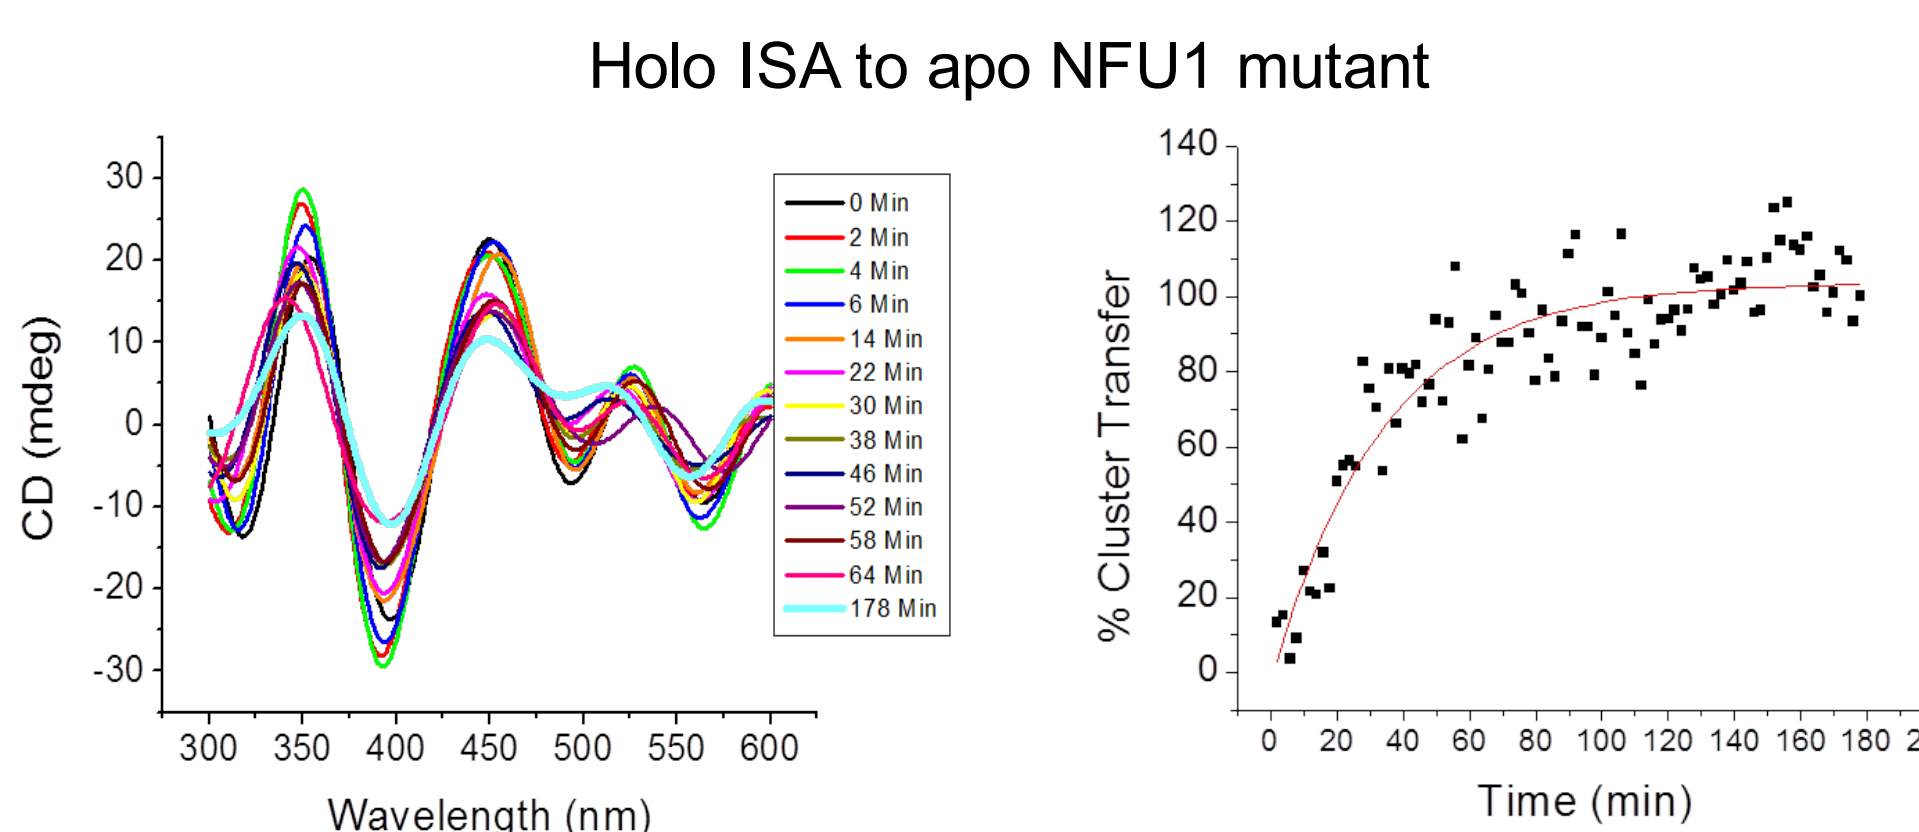 Holo ISA to apo NFU1 mutant
CD (mdeg)
30
20
10
0
-10
-20
-30
300 350 400 450 500 550 600
Wavelength (nm)
0 Min
2 Min
4 Min
6 Min
14 Min
22 Min
30 Min
38 Min
46 Min
52 Min
58 Min
64 Min
178 Min
% Cluster Transfer
140
120
100
80
60
40
20
0
0 20 40 60 80 100 120 140 160 180
Time (min)